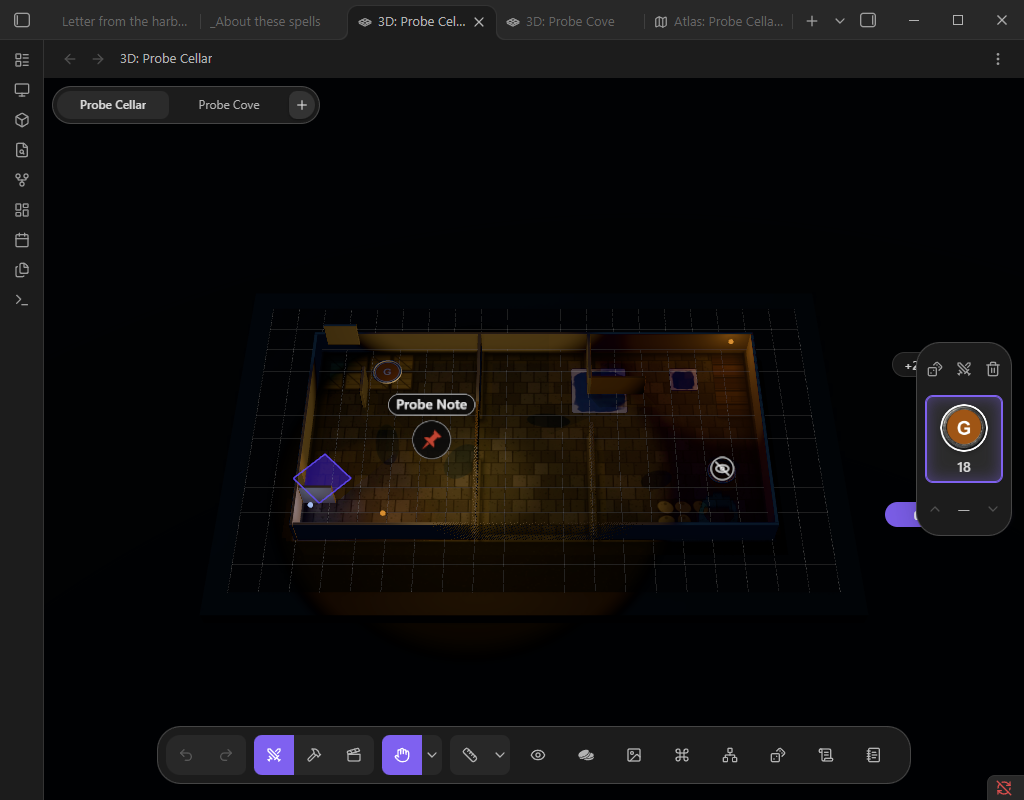 Letter from the harb...
_About these spells
3D: Probe Cel...
3D: Probe Cove
Atlas: Probe Cella...
3D: Probe Cellar
Probe Cellar
Probe Cove
G
Probe Note
+2
G
18